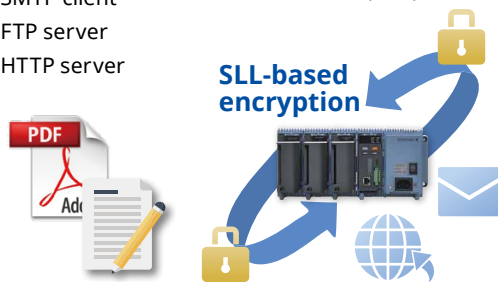 FTP server
HTTP server
SLL-based
encryption
PDF